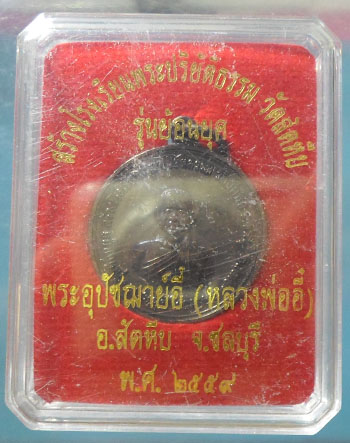 สร้างโรงเรียนพระปริยัติธรรม วัดสัตหีบ
รุ่นย้อนยุค
พระอุปัชฌาย์อี๋ (หลวงพ่ออี๋)
อ.สัตหีบ จ.ชลบุรี
พ.ศ. ๒๕๕๙